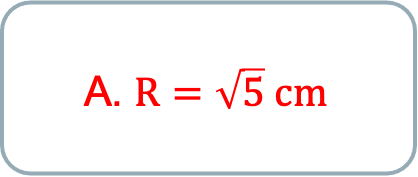 A. R = √5 cm